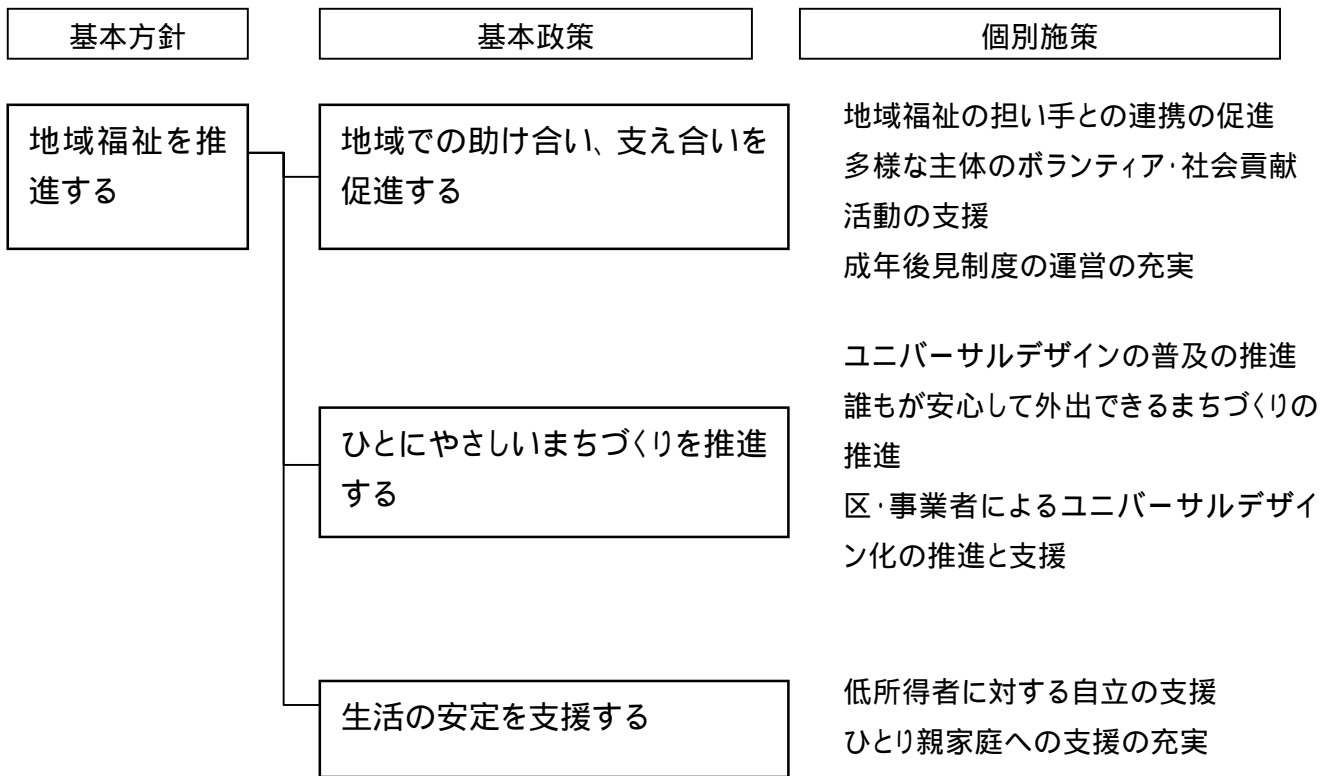 基本方針
基本政策
個別施策
地域福祉を推
進する
地域での助け合い、支え合いを
促進する
地域福祉の担い手との連携の促進
多様な主体のボランティア・社会貢献
活動の支援
成年後見制度の運営の充実
ひとにやさしいまちづくりを推進
する
ユニバーサルデザインの普及の推進
誰もが安心して外出できるまちづくりの
推進
区・事業者によるユニバーサルデザイ
ン化の推進と支援
生活の安定を支援する
低所得者に対する自立の支援
ひとり親家庭への支援の充実